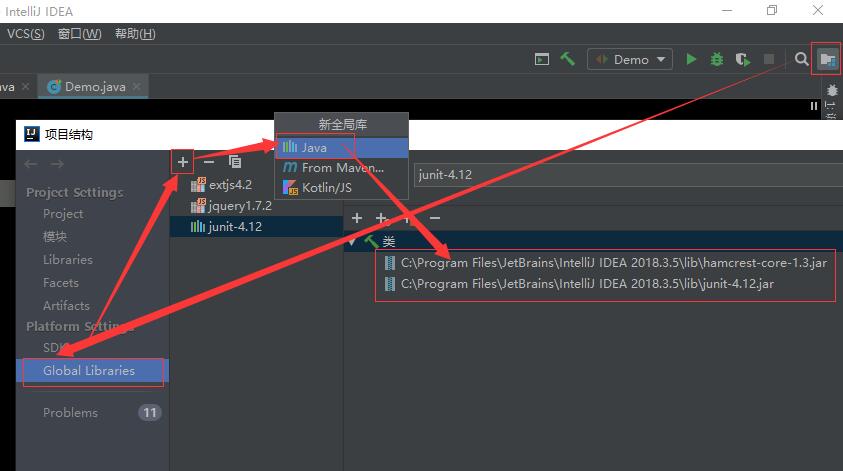 IntelliJ IDEA
VCS(S) 窗口(W) 帮助(H)
Demo
ava
Demo.java
项目结构
新全局库
Java
From Maven...
Kotlin/JS
Project Settings
Project
模块
Libraries
Facets
Artifacts
Platform Settings
Global Libraries
Problems 11
extjs4.2
jquery1.7.2
junit-4.12
junit-4.12
类
C:\Program Files\JetBrains\IntelliJ IDEA 2018.3.5\lib\hamcrest-core-1.3.jar
C:\Program Files\JetBrains\IntelliJ IDEA 2018.3.5\lib\junit-4.12.jar